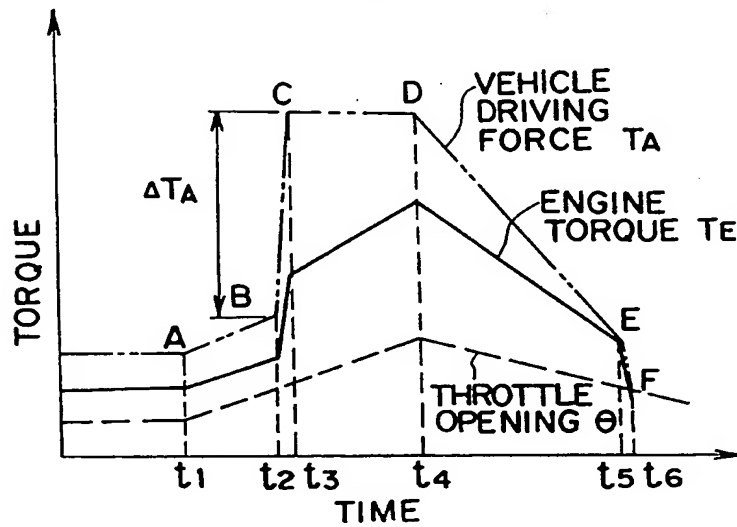 C
D
VEHICLE
DRIVING
FORCE TA
ΔTA
ENGINE
TORQUE TE
B
A
E
F
THROTTLE
OPENING Θ
TORQUE
t1
t2
t3
t4
t5
t6
TIME